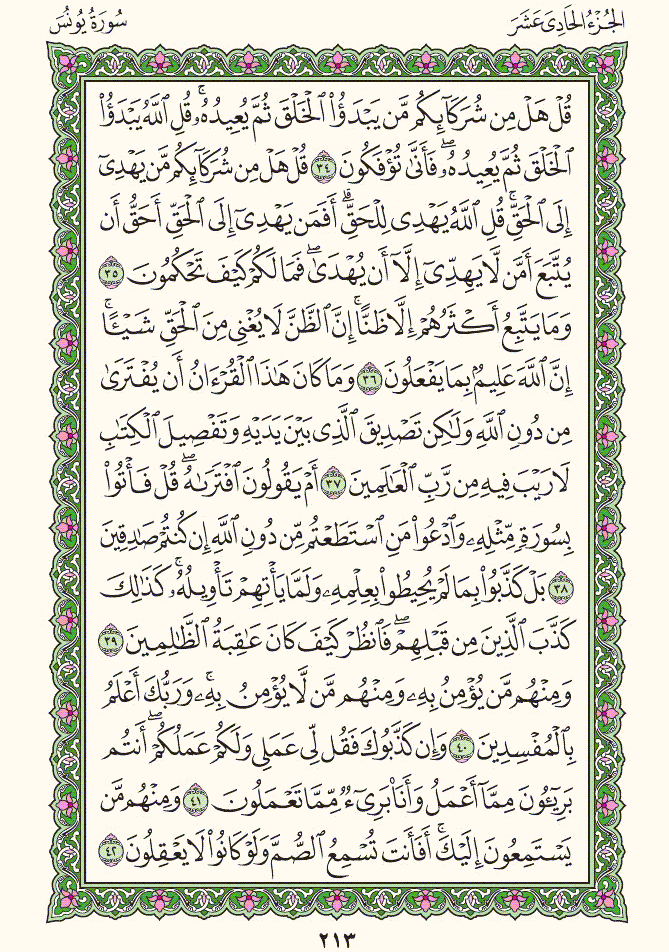 الجُزْءُ الحَادِىَ عَشَرَ
سُورَةُ يُونُسَ
قُلْ هَلْ مِن شُرَكَآئِكُم مَّن يَبْدَؤُا۟ ٱلْخَلْقَ ثُمَّ يُعِيدُهُۥۚ قُلِ ٱللَّهُ يَبْدَؤُا۟
ٱلْخَلْقَ ثُمَّ يُعِيدُهُۥۖ فَأَنَّىٰ تُؤْفَكُونَ ٣٤ قُلْ هَلْ مِن شُرَكَآئِكُم مَّن يَهْدِىٓ
إِلَى ٱلْحَقِّۚ قُلِ ٱللَّهُ يَهْدِى لِلْحَقِّۗ أَفَمَن يَهْدِىٓ إِلَى ٱلْحَقِّ أَحَقُّ أَن
يُتَّبَعَ أَمَّن لَّا يَهِدِّىٓ إِلَّآ أَن يُهْدَىٰۖ فَمَا لَكُمْ كَيْفَ تَحْكُمُونَ ٣٥
وَمَا يَتَّبِعُ أَكْثَرُهُمْ إِلَّا ظَنًّاۚ إِنَّ ٱلظَّنَّ لَا يُغْنِى مِنَ ٱلْحَقِّ شَيْـًٔاۚ
إِنَّ ٱللَّهَ عَلِيمٌۢ بِمَا يَفْعَلُونَ ٣٦ وَمَا كَانَ هَٰذَا ٱلْقُرْءَانُ أَن يُفْتَرَىٰ
مِن دُونِ ٱللَّهِ وَلَٰكِن تَصْدِيقَ ٱلَّذِى بَيْنَ يَدَيْهِ وَتَفْصِيلَ ٱلْكِتَٰبِ
لَا رَيْبَ فِيهِ مِن رَّبِّ ٱلْعَٰلَمِينَ ٣٧ أَمْ يَقُولُونَ ٱفْتَرَىٰهُۖ قُلْ فَأْتُوا۟
بِسُورَةٍ مِّثْلِهِۦ وَٱدْعُوا۟ مَنِ ٱسْتَطَعْتُم مِّن دُونِ ٱللَّهِ إِن كُنتُمْ صَٰدِقِينَ
٣٨ بَلْ كَذَّبُوا۟ بِمَا لَمْ يُحِيطُوا۟ بِعِلْمِهِۦ وَلَمَّا يَأْتِهِمْ تَأْوِيلُهُۥۚ كَذَٰلِكَ
كَذَّبَ ٱلَّذِينَ مِن قَبْلِهِمْۖ فَٱنظُرْ كَيْفَ كَانَ عَٰقِبَةُ ٱلظَّٰلِمِينَ ٣٩
وَمِنْهُم مَّن يُؤْمِنُ بِهِۦ وَمِنْهُم مَّن لَّا يُؤْمِنُ بِهِۦۚ وَرَبُّكَ أَعْلَمُ
بِٱلْمُفْسِدِينَ ٤٠ وَإِن كَذَّبُوكَ فَقُل لِّى عَمَلِى وَلَكُمْ عَمَلُكُمْۖ أَنتُم
بَرِيٓـُٔونَ مِمَّآ أَعْمَلُ وَأَنَا۠ بَرِىٓءٌ مِّمَّا تَعْمَلُونَ ٤١ وَمِنْهُم مَّن
يَسْتَمِعُونَ إِلَيْكَۚ أَفَأَنتَ تُسْمِعُ ٱلصُّمَّ وَلَوْ كَانُوا۟ لَا يَعْقِلُونَ ٤٢
٢١٣